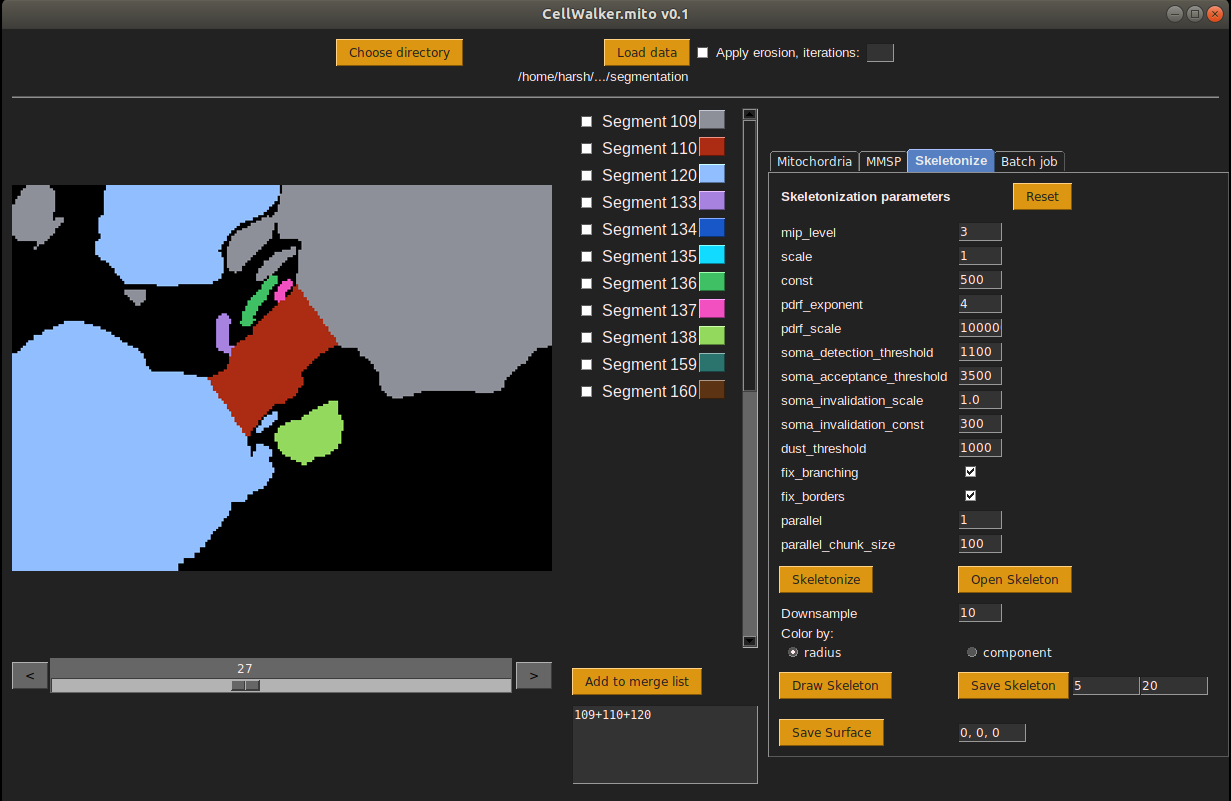 CellWalker.mito v0.1
Choose directory
Load data
Apply erosion, iterations:
/home/harsh/.../segmentation
Segment 109
Segment 110
Segment 120
Segment 133
Segment 134
Segment 135
Segment 136
Segment 137
Segment 138
Segment 159
Segment 160
< 27 >
Add to merge list
109+110+120
Mitochordria MMSP Skeletonize Batch job
Skeletonization parameters Reset
mip_level 3
scale 1
const 500
pdrf_exponent 4
pdrf_scale 10000
soma_detection_threshold 1100
soma_acceptance_threshold 3500
soma_invalidation_scale 1.0
soma_invalidation_const 300
dust_threshold 1000
fix_branching
fix_borders
parallel 1
parallel_chunk_size 100
Skeletonize Open Skeleton
Downsample 10
Color by:
radius component
Draw Skeleton Save Skeleton 5 20
Save Surface 0, 0, 0